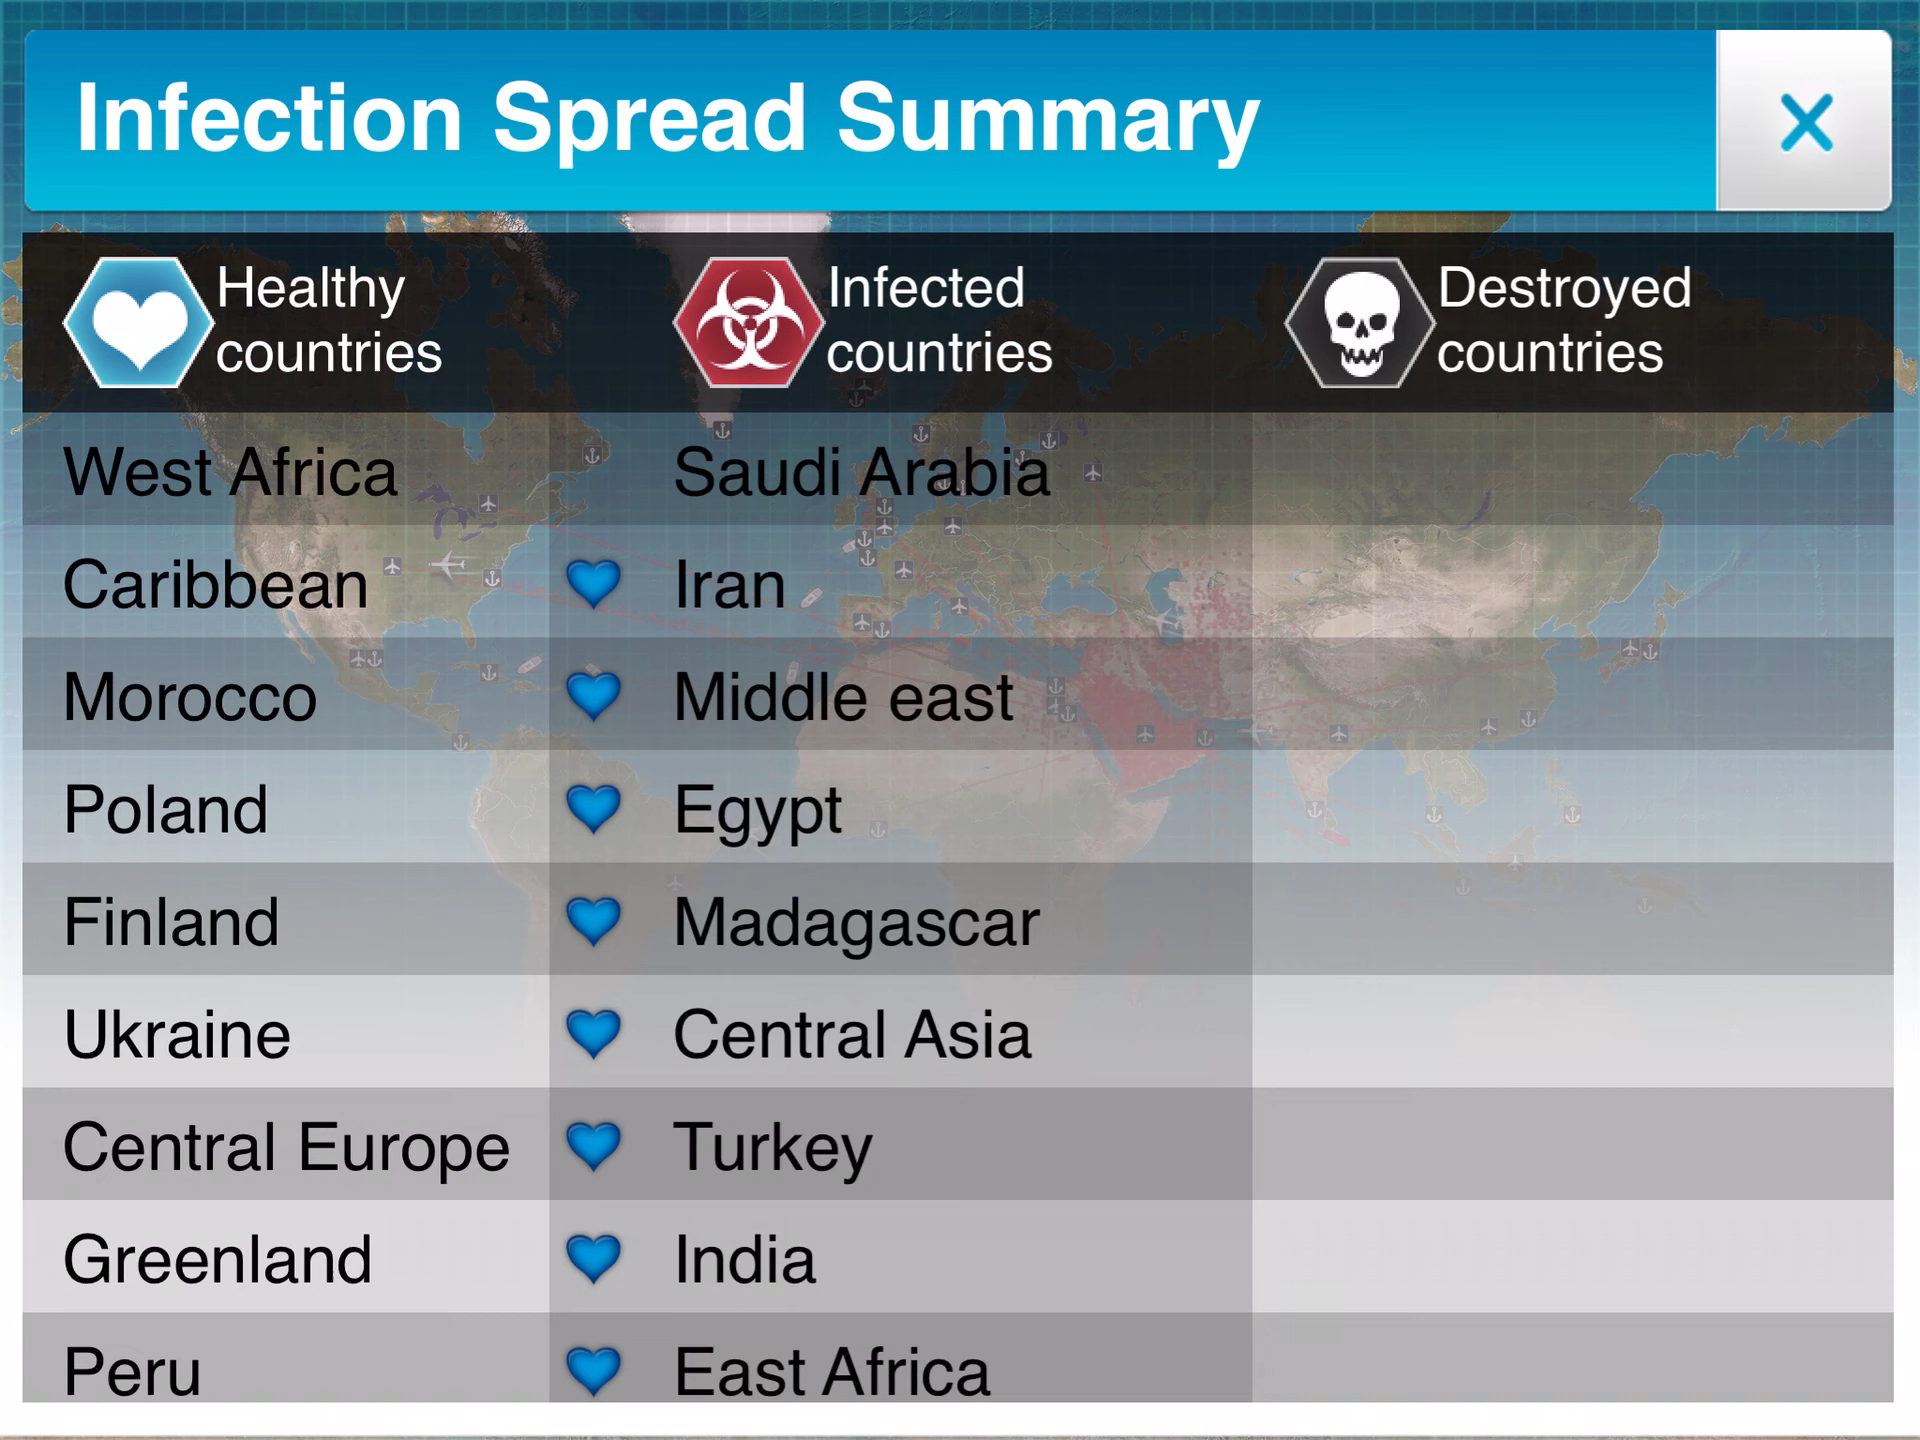 Infection Spread Summary
Healthy
countries
Infected
countries
Destroyed
countries
West Africa
Saudi Arabia
Caribbean
Iran
Morocco
Middle east
Poland
Egypt
Finland
Madagascar
Ukraine
Central Asia
Central Europe
Turkey
Greenland
India
Peru
East Africa